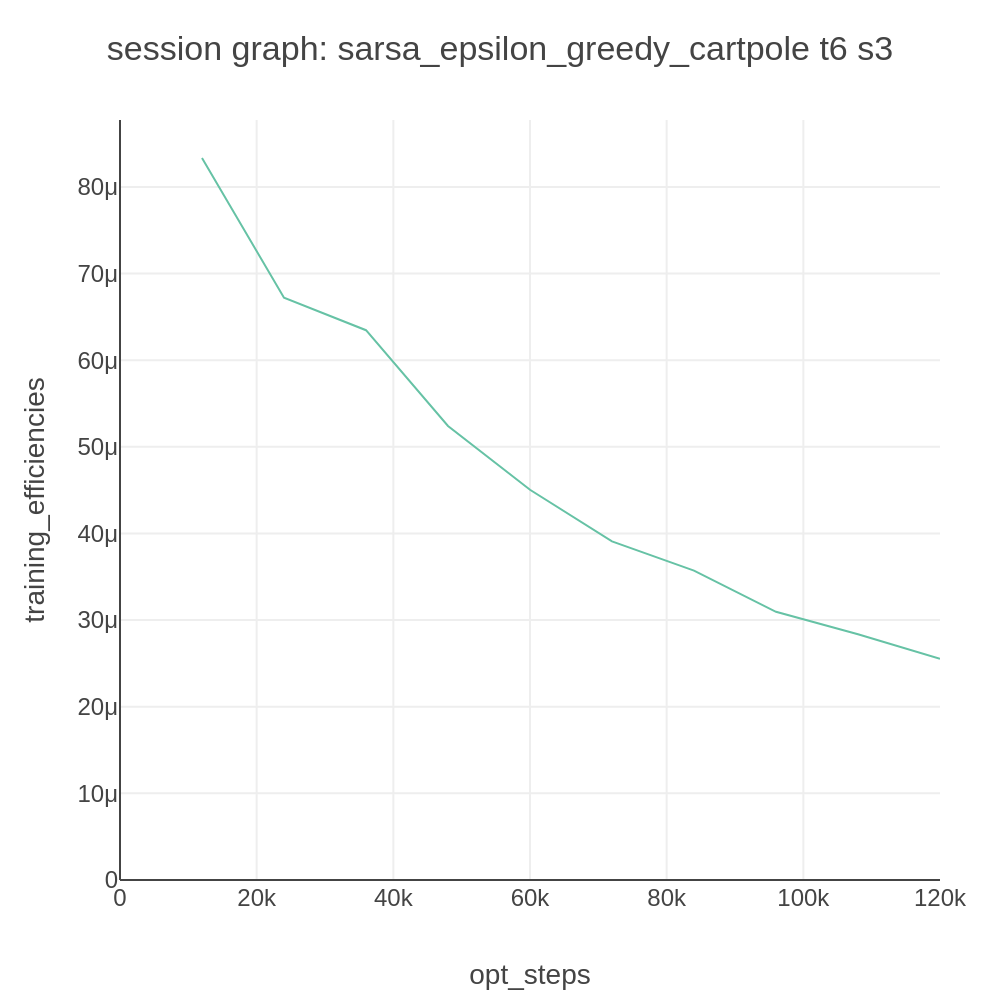 session graph: sarsa_epsilon_greedy_cartpole t6 s3
80μ
70μ
60μ
50μ
40μ
30μ
20μ
10μ
0
training_efficiencies
0
20k
40k
60k
80k
100k
120k
opt_steps